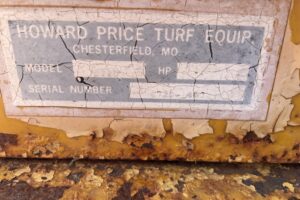 HOWARD PRICE TURF EQUIP.
CHESTERFIELD, MO
MODEL HP
SERIAL NUMBER